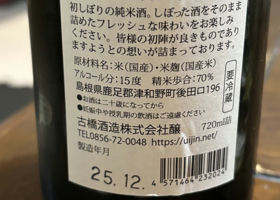 初しぼりの純米酒。しぼった酒をそのまま
詰めたフレッシュな味わいをお楽しみ
ください。皆様の初陣が良きものであり
ますようにとの想いが詰まっております。
原材料名:米(国産)・米麹(国産米)
アルコール分:15度 精米歩合:70%
島根県鹿足郡津和野町後田口196
●お酒は二十歳になってから
●妊娠中や授乳期の飲酒はご遠慮ください
要冷蔵
古橋酒造株式会社醸
TEL0856-72-0048 https://uijin.net/
720ml詰
製造年月
25.12.
4 571464 232024